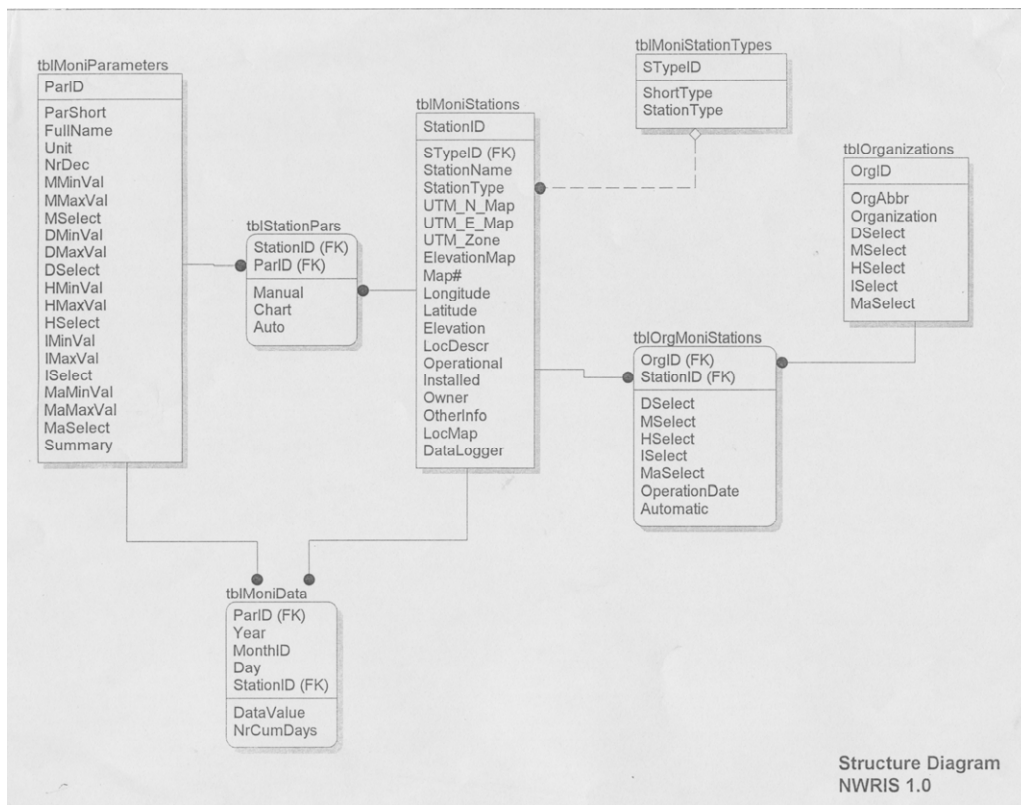 tblMoniParameters
ParID
ParShort
FullName
Unit
NrDec
MMinVal
MMaxVal
MSelect
DMinVal
DMaxVal
DSelect
HMinVal
HMaxVal
HSelect
IMinVal
IMaxVal
ISelect
MaMinVal
MaMaxVal
MaSelect
Summary
tblStationPars
StationID (FK)
ParID (FK)
Manual
Chart
Auto
tblMoniStations
StationID
STypeID (FK)
StationName
StationType
UTM_N_Map
UTM_E_Map
UTM_Zone
ElevationMap
Map#
Longitude
Latitude
Elevation
LocDescr
Operational
Installed
Owner
OtherInfo
LocMap
DataLogger
tblMoniStationTypes
STypeID
ShortType
StationType
tblOrganizations
OrgID
OrgAbbr
Organization
DSelect
MSelect
HSelect
ISelect
MaSelect
tblOrgMoniStations
OrgID (FK)
StationID (FK)
DSelect
MSelect
HSelect
ISelect
MaSelect
OperationDate
Automatic
tblMoniData
ParID (FK)
Year
MonthID
Day
StationID (FK)
DataValue
NrCumDays
Structure Diagram
NWRIS 1.0